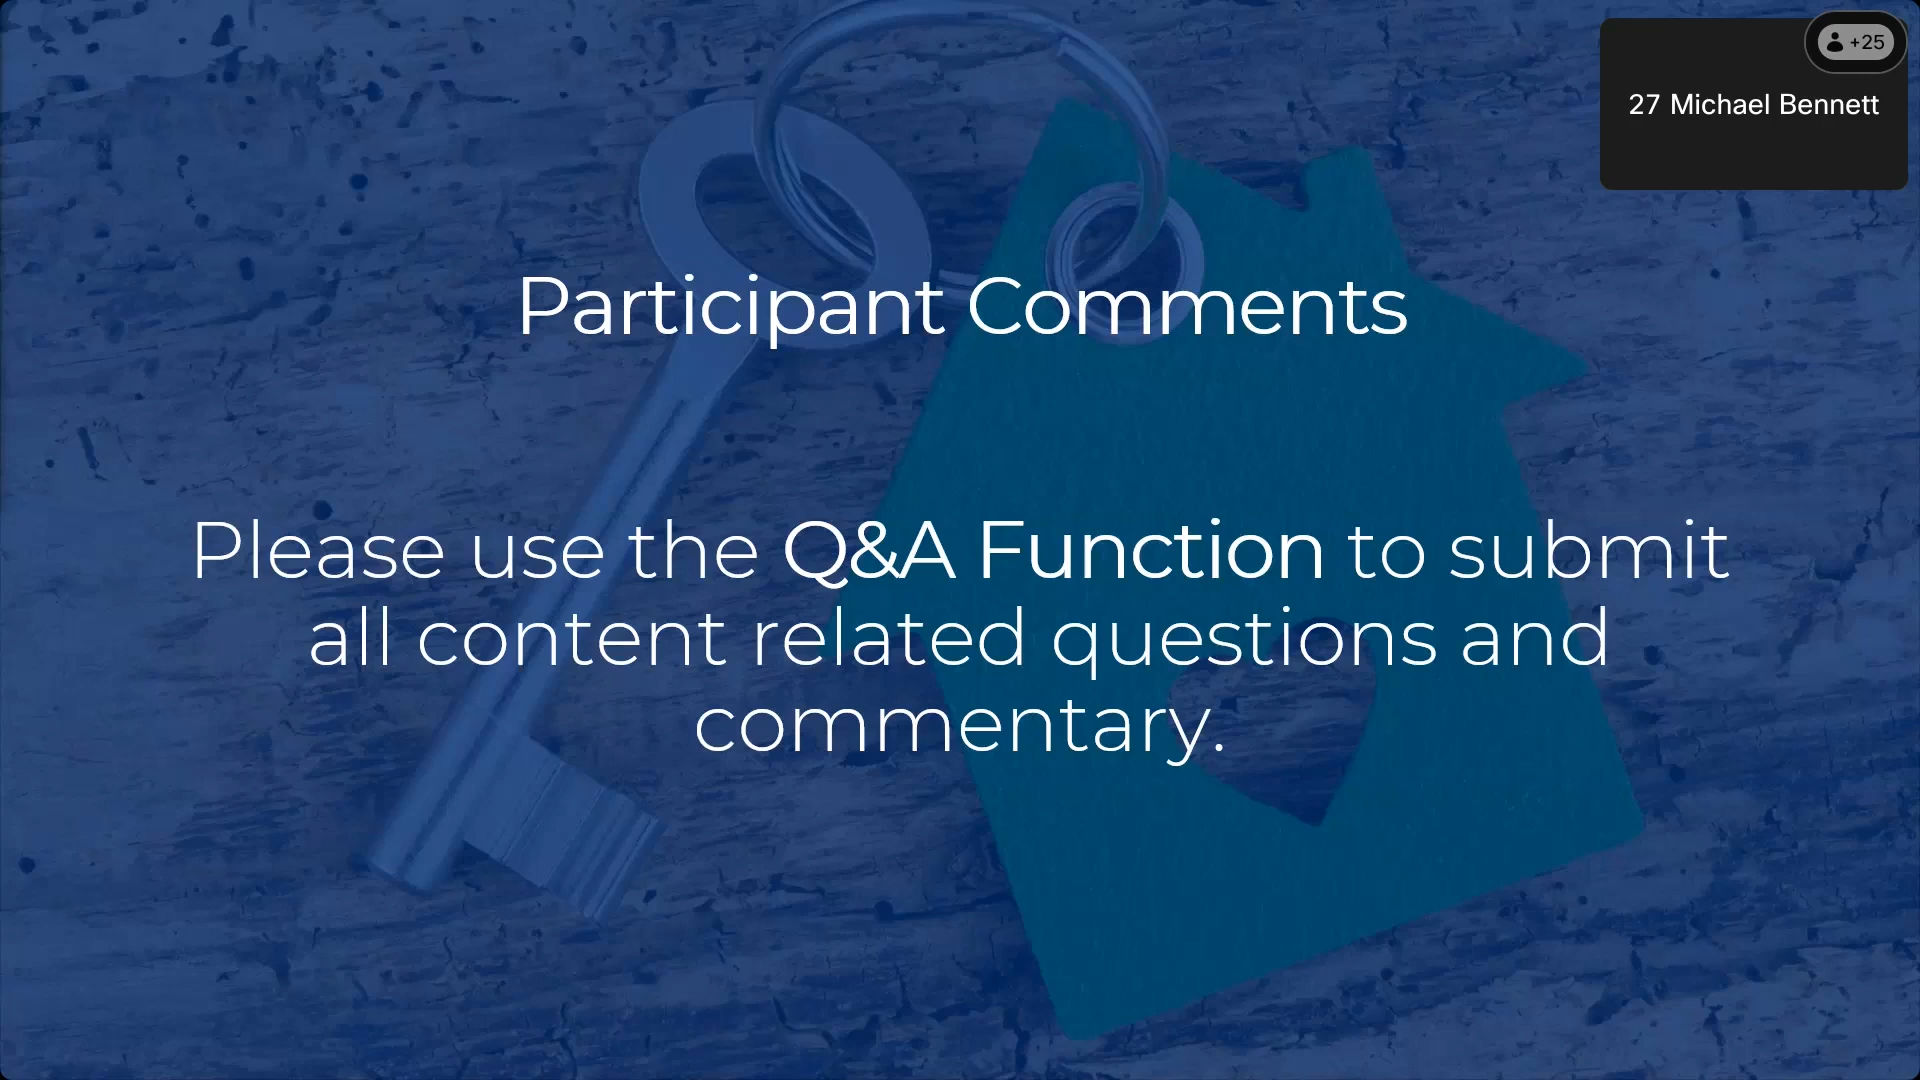 +25
27 Michael Bennett
Participant Comments
Please use the Q&A Function to submit
all content related questions and
commentary.